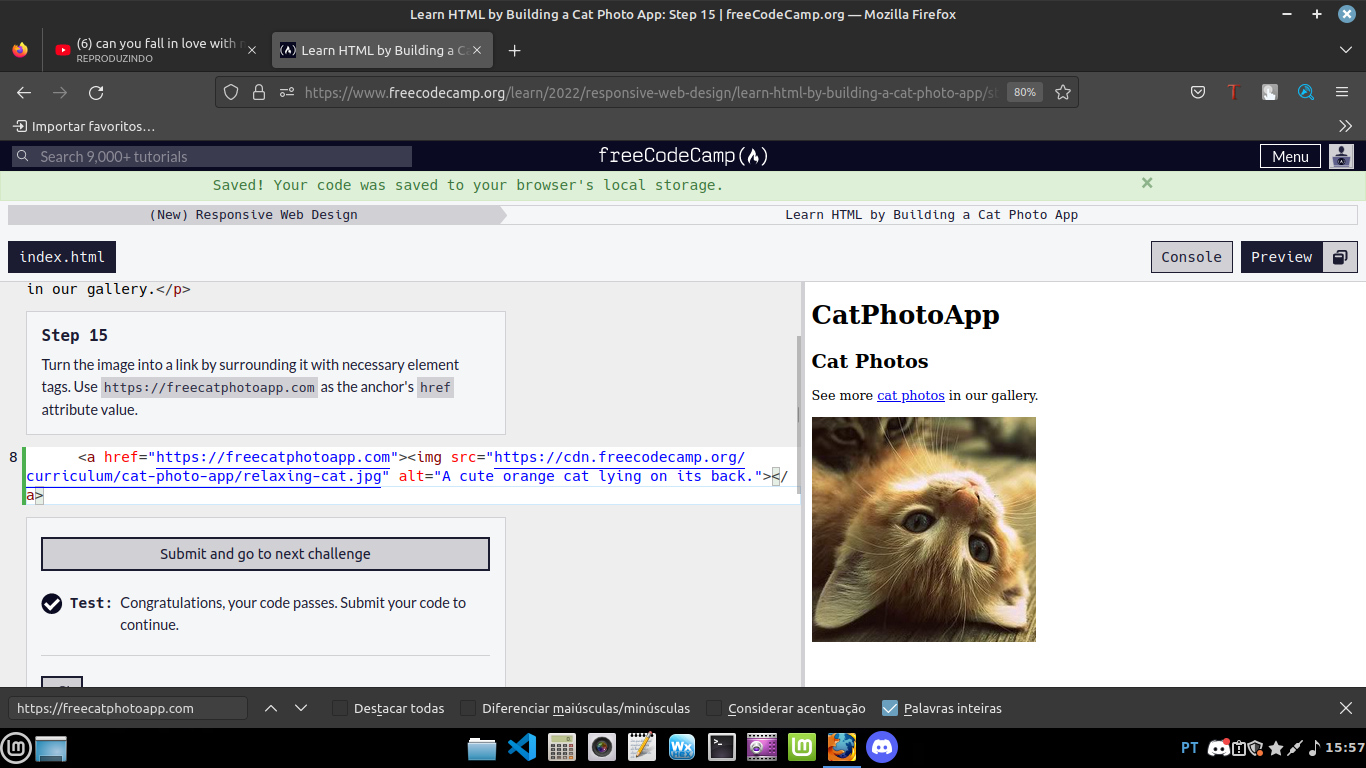 Learn HTML by Building a Cat Photo App: Step 15 | freeCodeCamp.org — Mozilla Firefox
(6) can you fall in love with
REPRODUZINDO
Learn HTML by Building a C
https://www.freecodecamp.org/learn/2022/responsive-web-design/learn-html-by-building-a-cat-photo-app/
80%
Importar favoritos…
Search 9,000+ tutorials
freeCodeCamp
Menu
Saved! Your code was saved to your browser's local storage.
(New) Responsive Web Design
Learn HTML by Building a Cat Photo App
index.html
Console
Preview
in our gallery.</p>
Step 15
Turn the image into a link by surrounding it with necessary element
tags. Use https://freecatphotoapp.com as the anchor's href
attribute value.
8 <a href="https://freecatphotoapp.com"><img src="https://cdn.freecodecamp.org/
curriculum/cat-photo-app/relaxing-cat.jpg" alt="A cute orange cat lying on its back."></
a>
Submit and go to next challenge
Test: Congratulations, your code passes. Submit your code to
continue.
CatPhotoApp
Cat Photos
See more cat photos in our gallery.
https://freecatphotoapp.com
Destacar todas
Diferenciar maiúsculas/minúsculas
Considerar acentuação
Palavras inteiras
PT
15:57